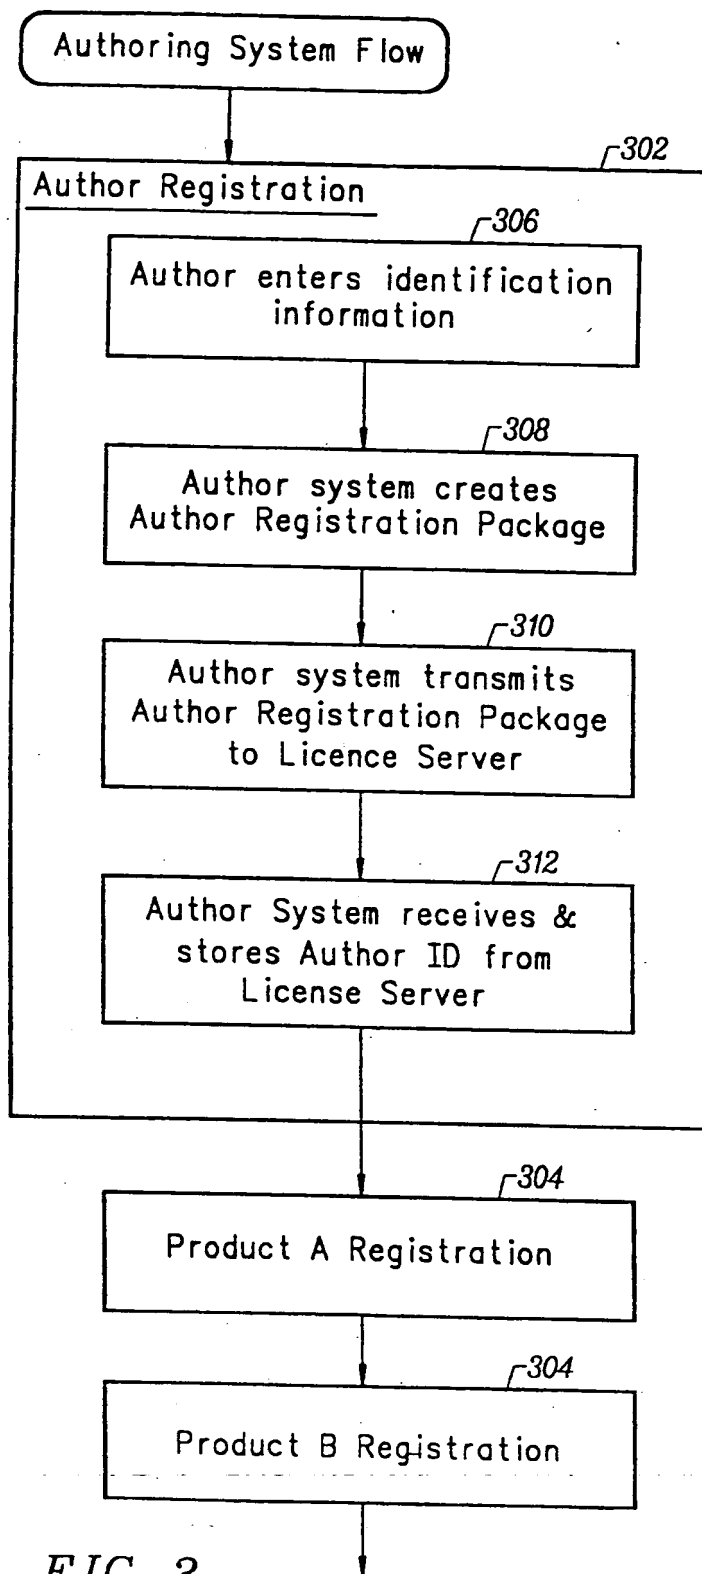 Authoring System Flow
302
Author Registration
306
Author enters identification
information
308
Author system creates
Author Registration Package
310
Author system transmits
Author Registration Package
to Licence Server
312
Author System receives &
stores Author ID from
License Server
304
Product A Registration
304
Product B Registration
FIG. 3